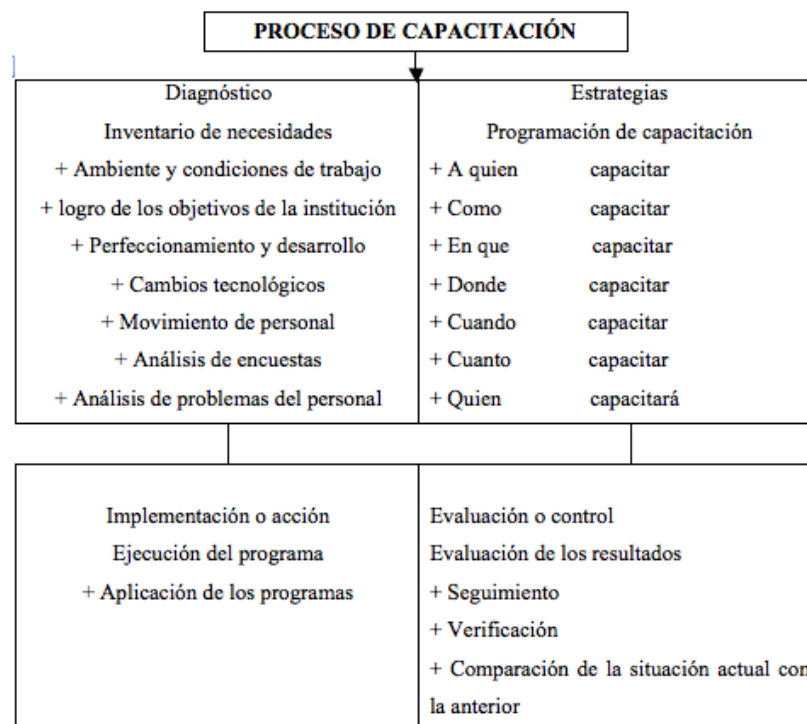 PROCESO DE CAPACITACIÓN
Diagnóstico
Inventario de necesidades
+ Ambiente y condiciones de trabajo
+ logro de los objetivos de la institución
+ Perfeccionamiento y desarrollo
+ Cambios tecnológicos
+ Movimiento de personal
+ Análisis de encuestas
+ Análisis de problemas del personal
Estrategias
Programación de capacitación
+ A quien capacitar
+ Como capacitar
+ En que capacitar
+ Donde capacitar
+ Cuando capacitar
+ Cuanto capacitar
+ Quien capacitará
Implementación o acción
Ejecución del programa
+ Aplicación de los programas
Evaluación o control
Evaluación de los resultados
+ Seguimiento
+ Verificación
+ Comparación de la situación actual con
la anterior